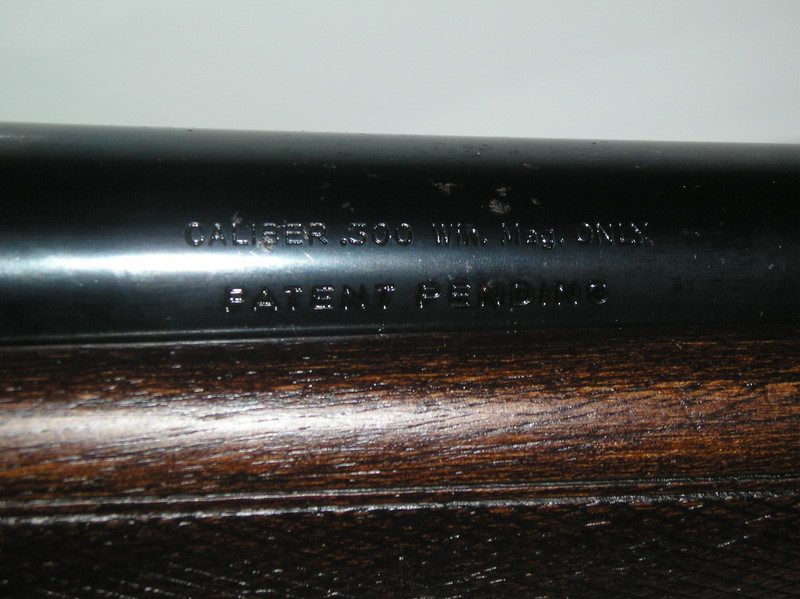 CALIBER .300 Win. Mag. ONLY
PATENT PENDING